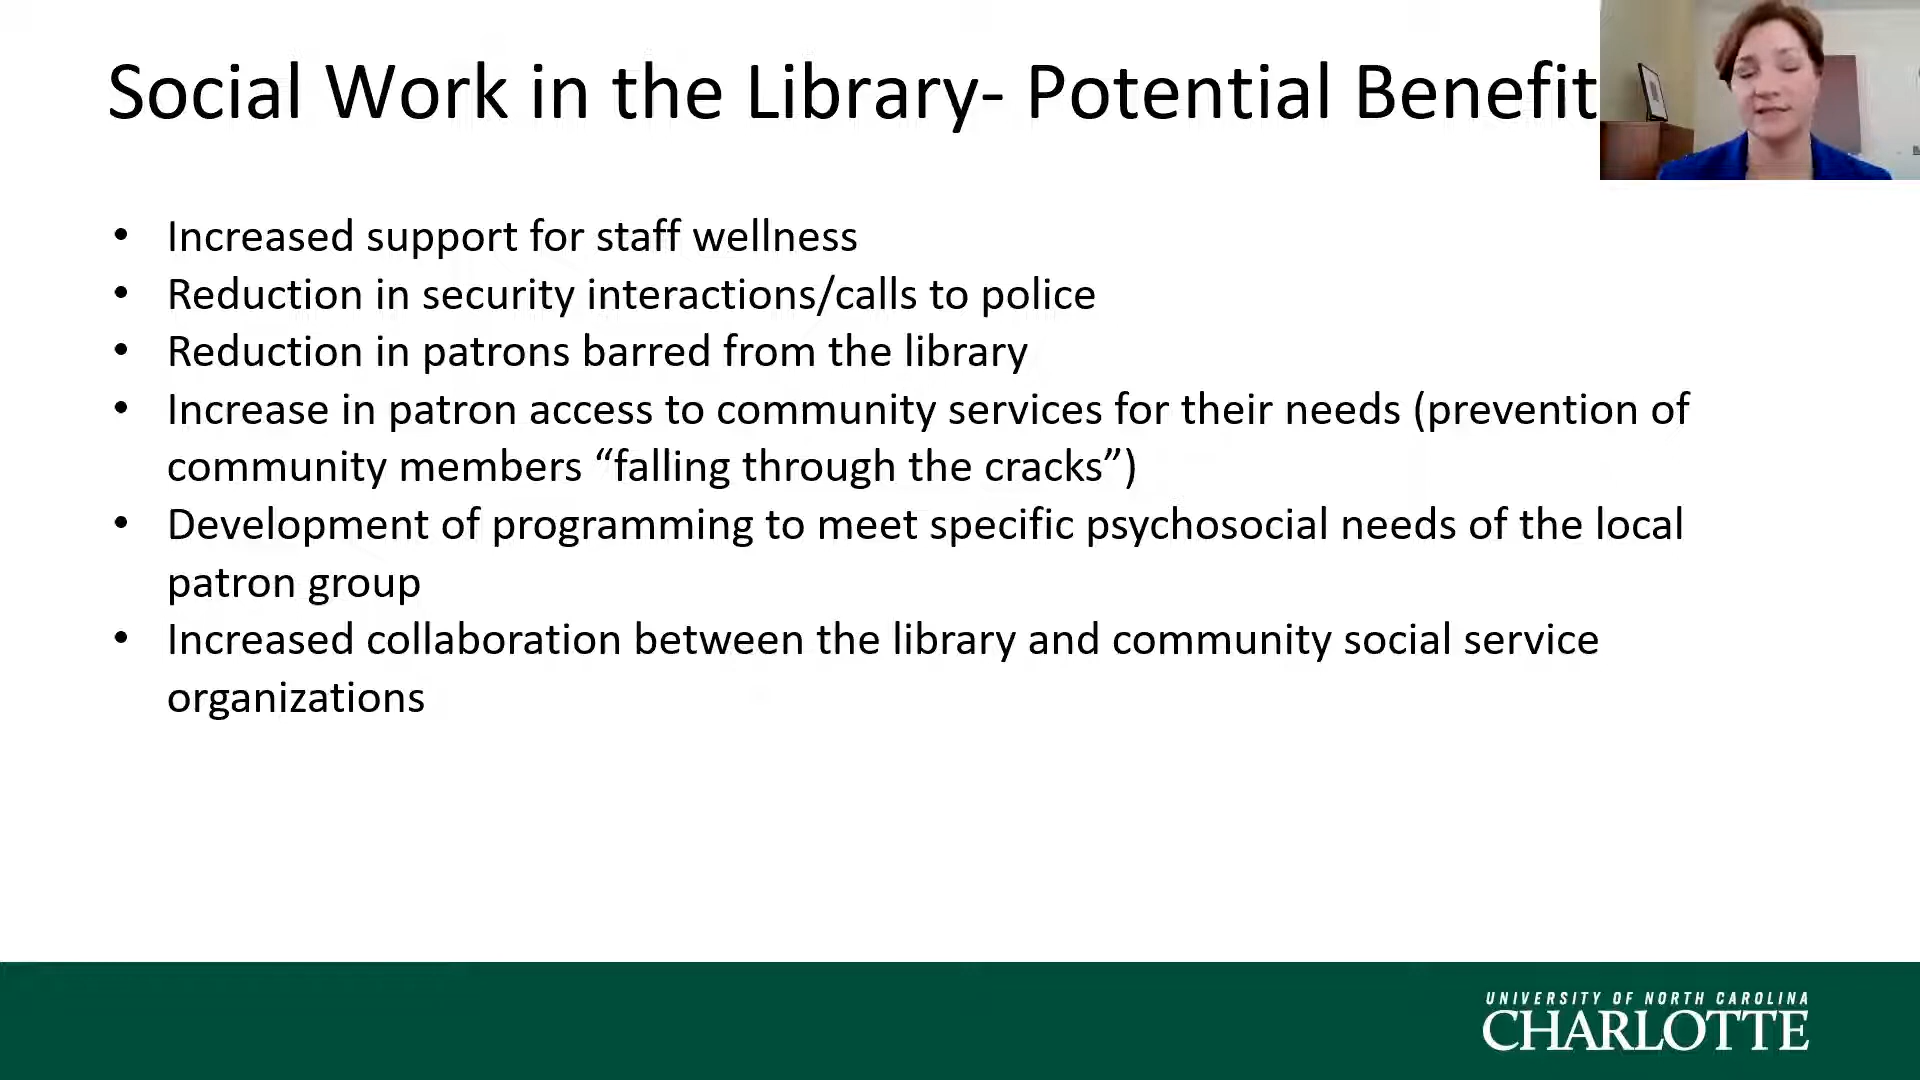 Social Work in the Library- Potential Benefit
• Increased support for staff wellness
• Reduction in security interactions/calls to police
• Reduction in patrons barred from the library
• Increase in patron access to community services for their needs (prevention of
community members “falling through the cracks”)
• Development of programming to meet specific psychosocial needs of the local
patron group
• Increased collaboration between the library and community social service
organizations
UNIVERSITY OF NORTH CAROLINA
CHARLOTTE